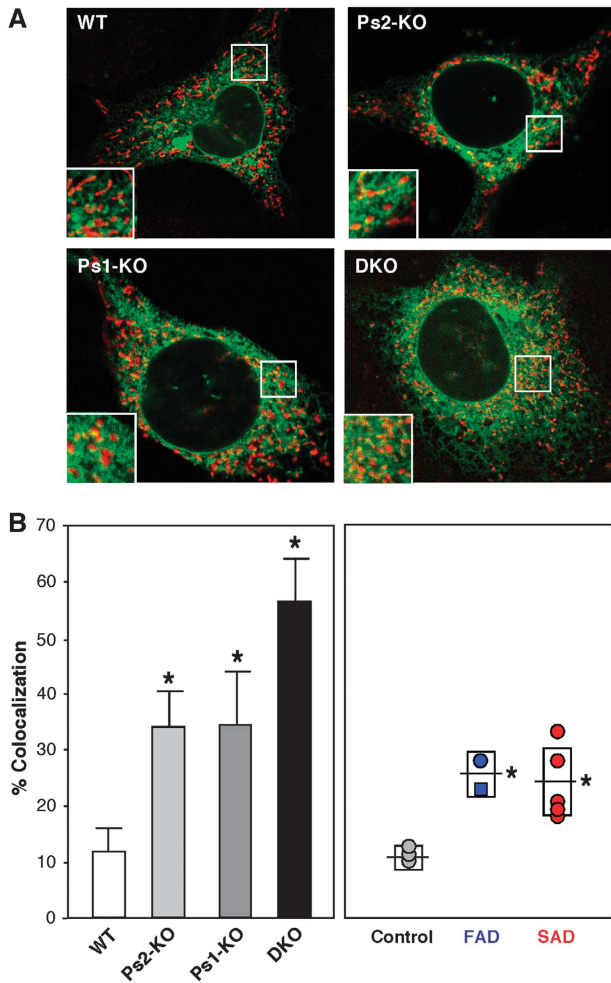 A
WT
Ps2-KO
Ps1-KO
DKO
B
% Colocalization
70
60
50
40
30
20
10
0
*
*
*
*
*
WT
Ps2-KO
Ps1-KO
DKO
Control
FAD
SAD